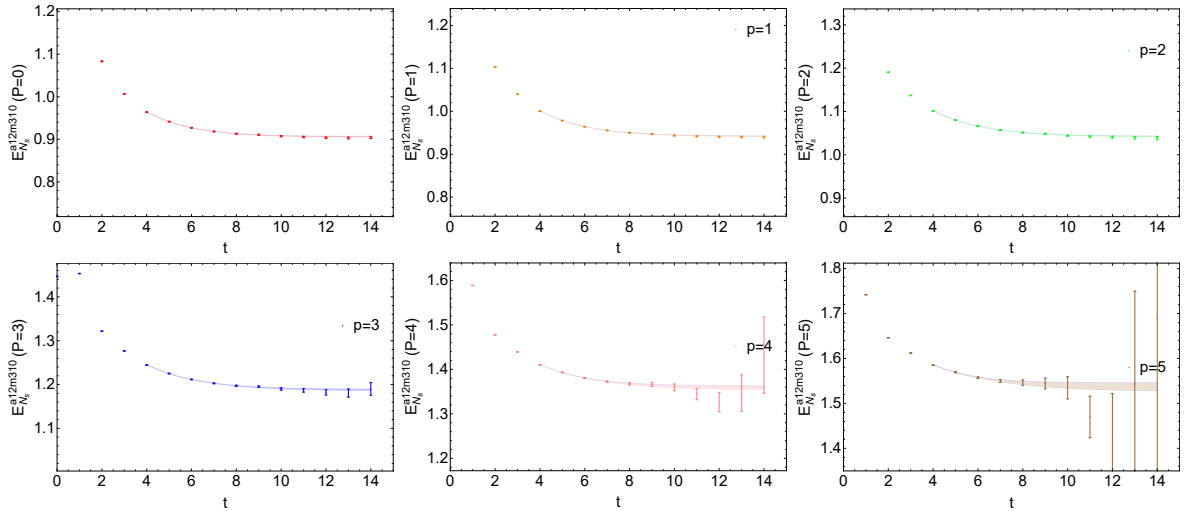 E_{N_s}^{a12m310} (P=0)
1.2
1.1
1.0
0.9
0.8
0 2 4 6 8 10 12 14
t
E_{N_s}^{a12m310} (P=1)
1.2
1.1
1.0
0.9
0.8
p=1
0 2 4 6 8 10 12 14
t
E_{N_s}^{a12m310} (P=2)
1.3
1.2
1.1
1.0
0.9
p=2
0 2 4 6 8 10 12 14
t
E_{N_s}^{a12m310} (P=3)
1.4
1.3
1.2
1.1
p=3
0 2 4 6 8 10 12 14
t
E_{N_s}^{a12m310} (P=4)
1.6
1.5
1.4
1.3
1.2
p=4
0 2 4 6 8 10 12 14
t
E_{N_s}^{a12m310} (P=5)
1.8
1.7
1.6
1.5
1.4
p=5
0 2 4 6 8 10 12 14
t